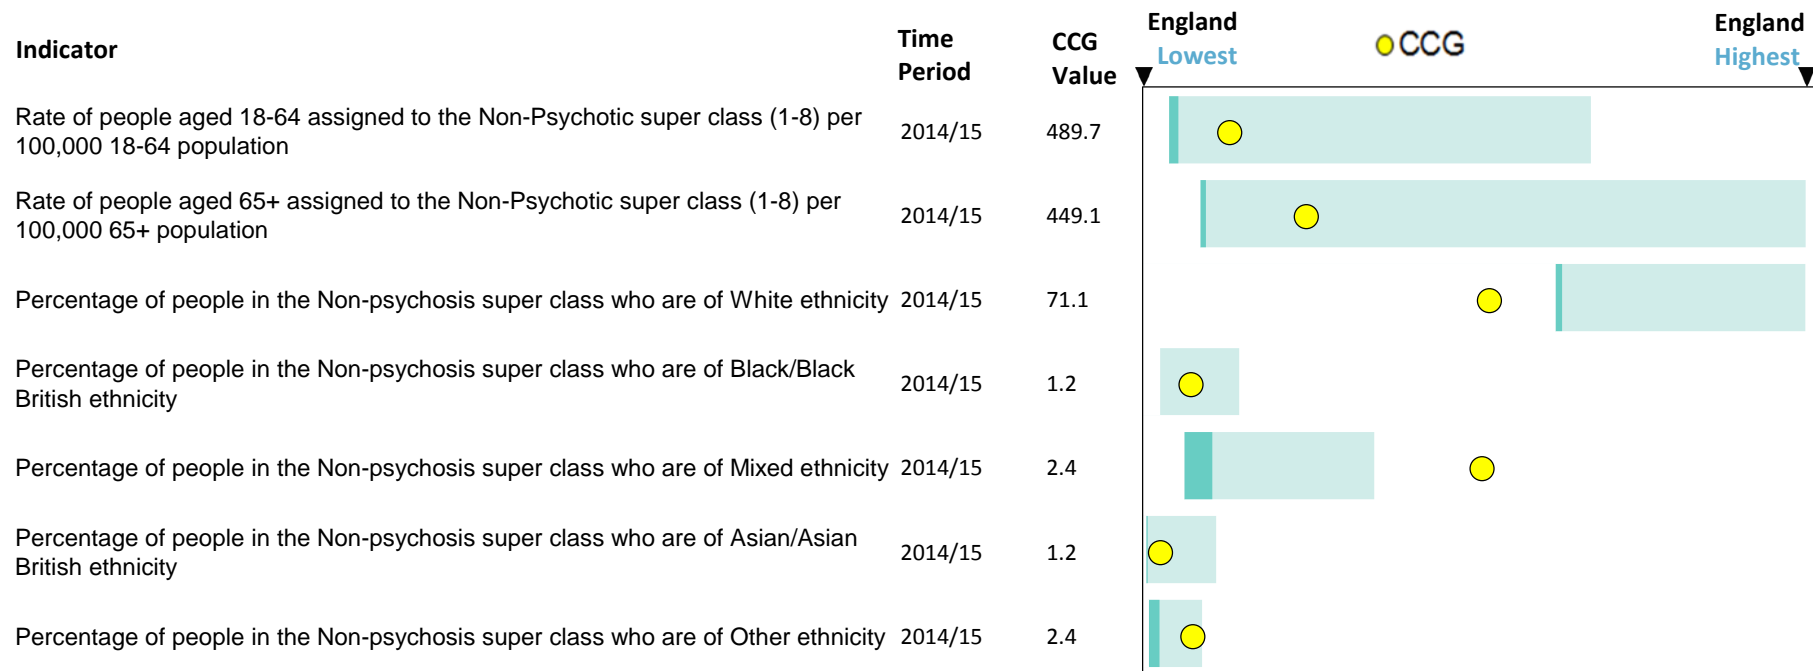 Indicator
Time Period
CCG Value
England Lowest
CCG
England Highest
Rate of people aged 18-64 assigned to the Non-Psychotic super class (1-8) per
100,000 18-64 population
2014/15
489.7
Rate of people aged 65+ assigned to the Non-Psychotic super class (1-8) per
100,000 65+ population
2014/15
449.1
Percentage of people in the Non-psychosis super class who are of White ethnicity
2014/15
71.1
Percentage of people in the Non-psychosis super class who are of Black/Black
British ethnicity
2014/15
1.2
Percentage of people in the Non-psychosis super class who are of Mixed ethnicity
2014/15
2.4
Percentage of people in the Non-psychosis super class who are of Asian/Asian
British ethnicity
2014/15
1.2
Percentage of people in the Non-psychosis super class who are of Other ethnicity
2014/15
2.4